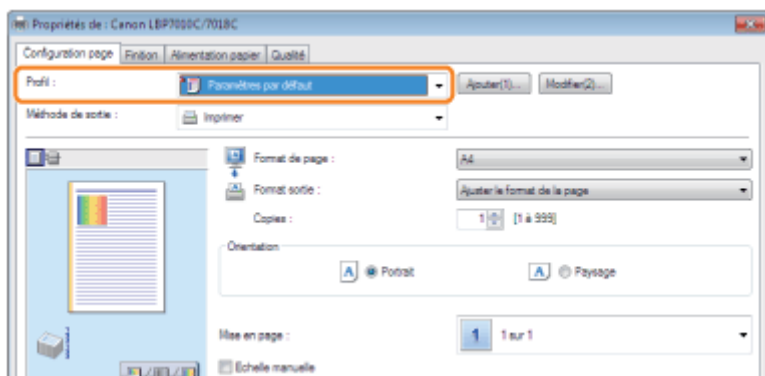 Propriétés de : Canon LBP7010C/7018C
Configuration page Finition Alimentation papier Qualité
Profil : Paramètres par défaut Ajouter(1)... Modifier(2)...
Méthode de sortie : Imprimer
Format de page : A4
Format sortie : Ajuster le format de la page
Copies : 1 [1 à 999]
Orientation
A Portrait A Paysage
Mise en page : 1 1 sur 1
Echelle manuelle